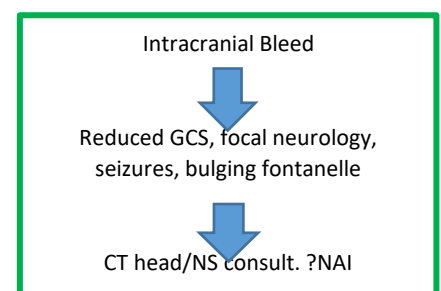 Intracranial Bleed
Reduced GCS, focal neurology,
seizures, bulging fontanelle
CT head/NS consult. ?NAI